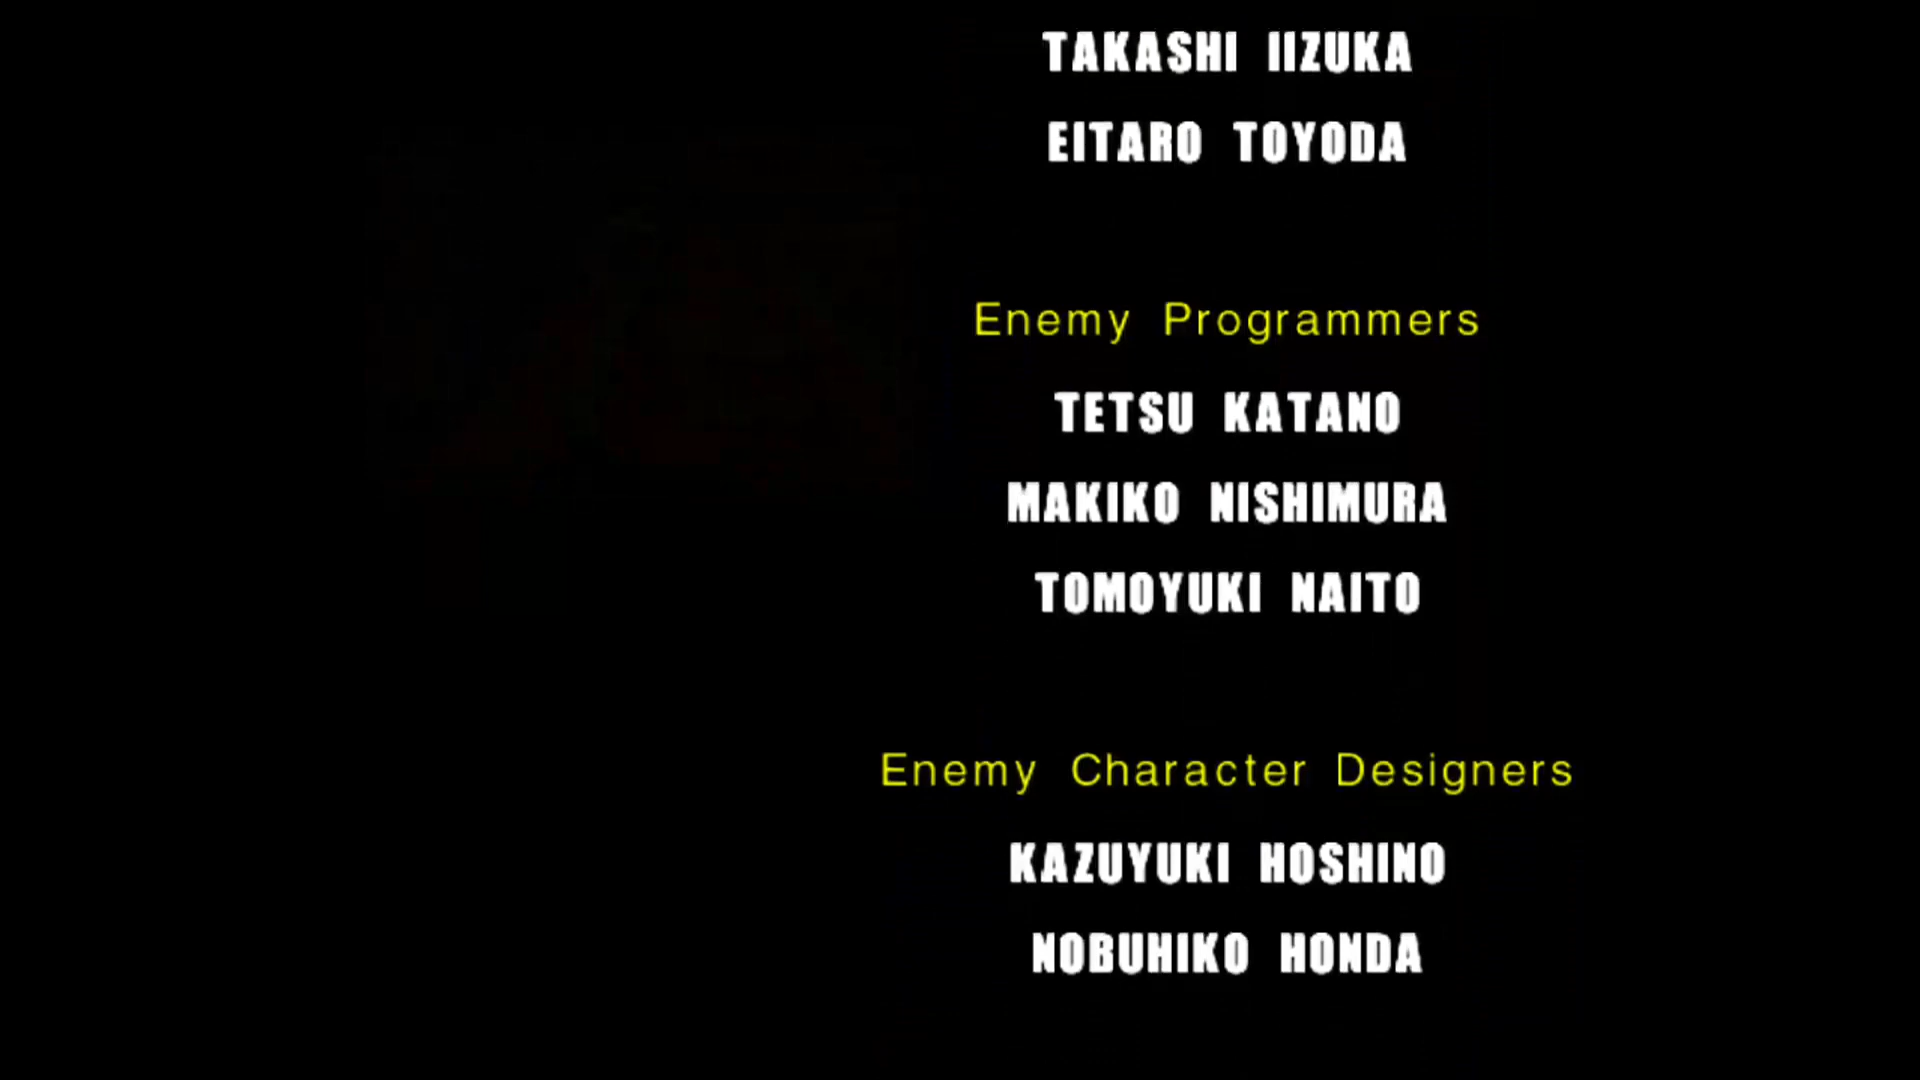 TAKASHI IIZUKA
EITARO TOYODA
Enemy Programmers
TETSU KATANO
MAKIKO NISHIMURA
TOMOYUKI NAITO
Enemy Character Designers
KAZUYUKI HOSHINO
NOBUHIKO HONDA